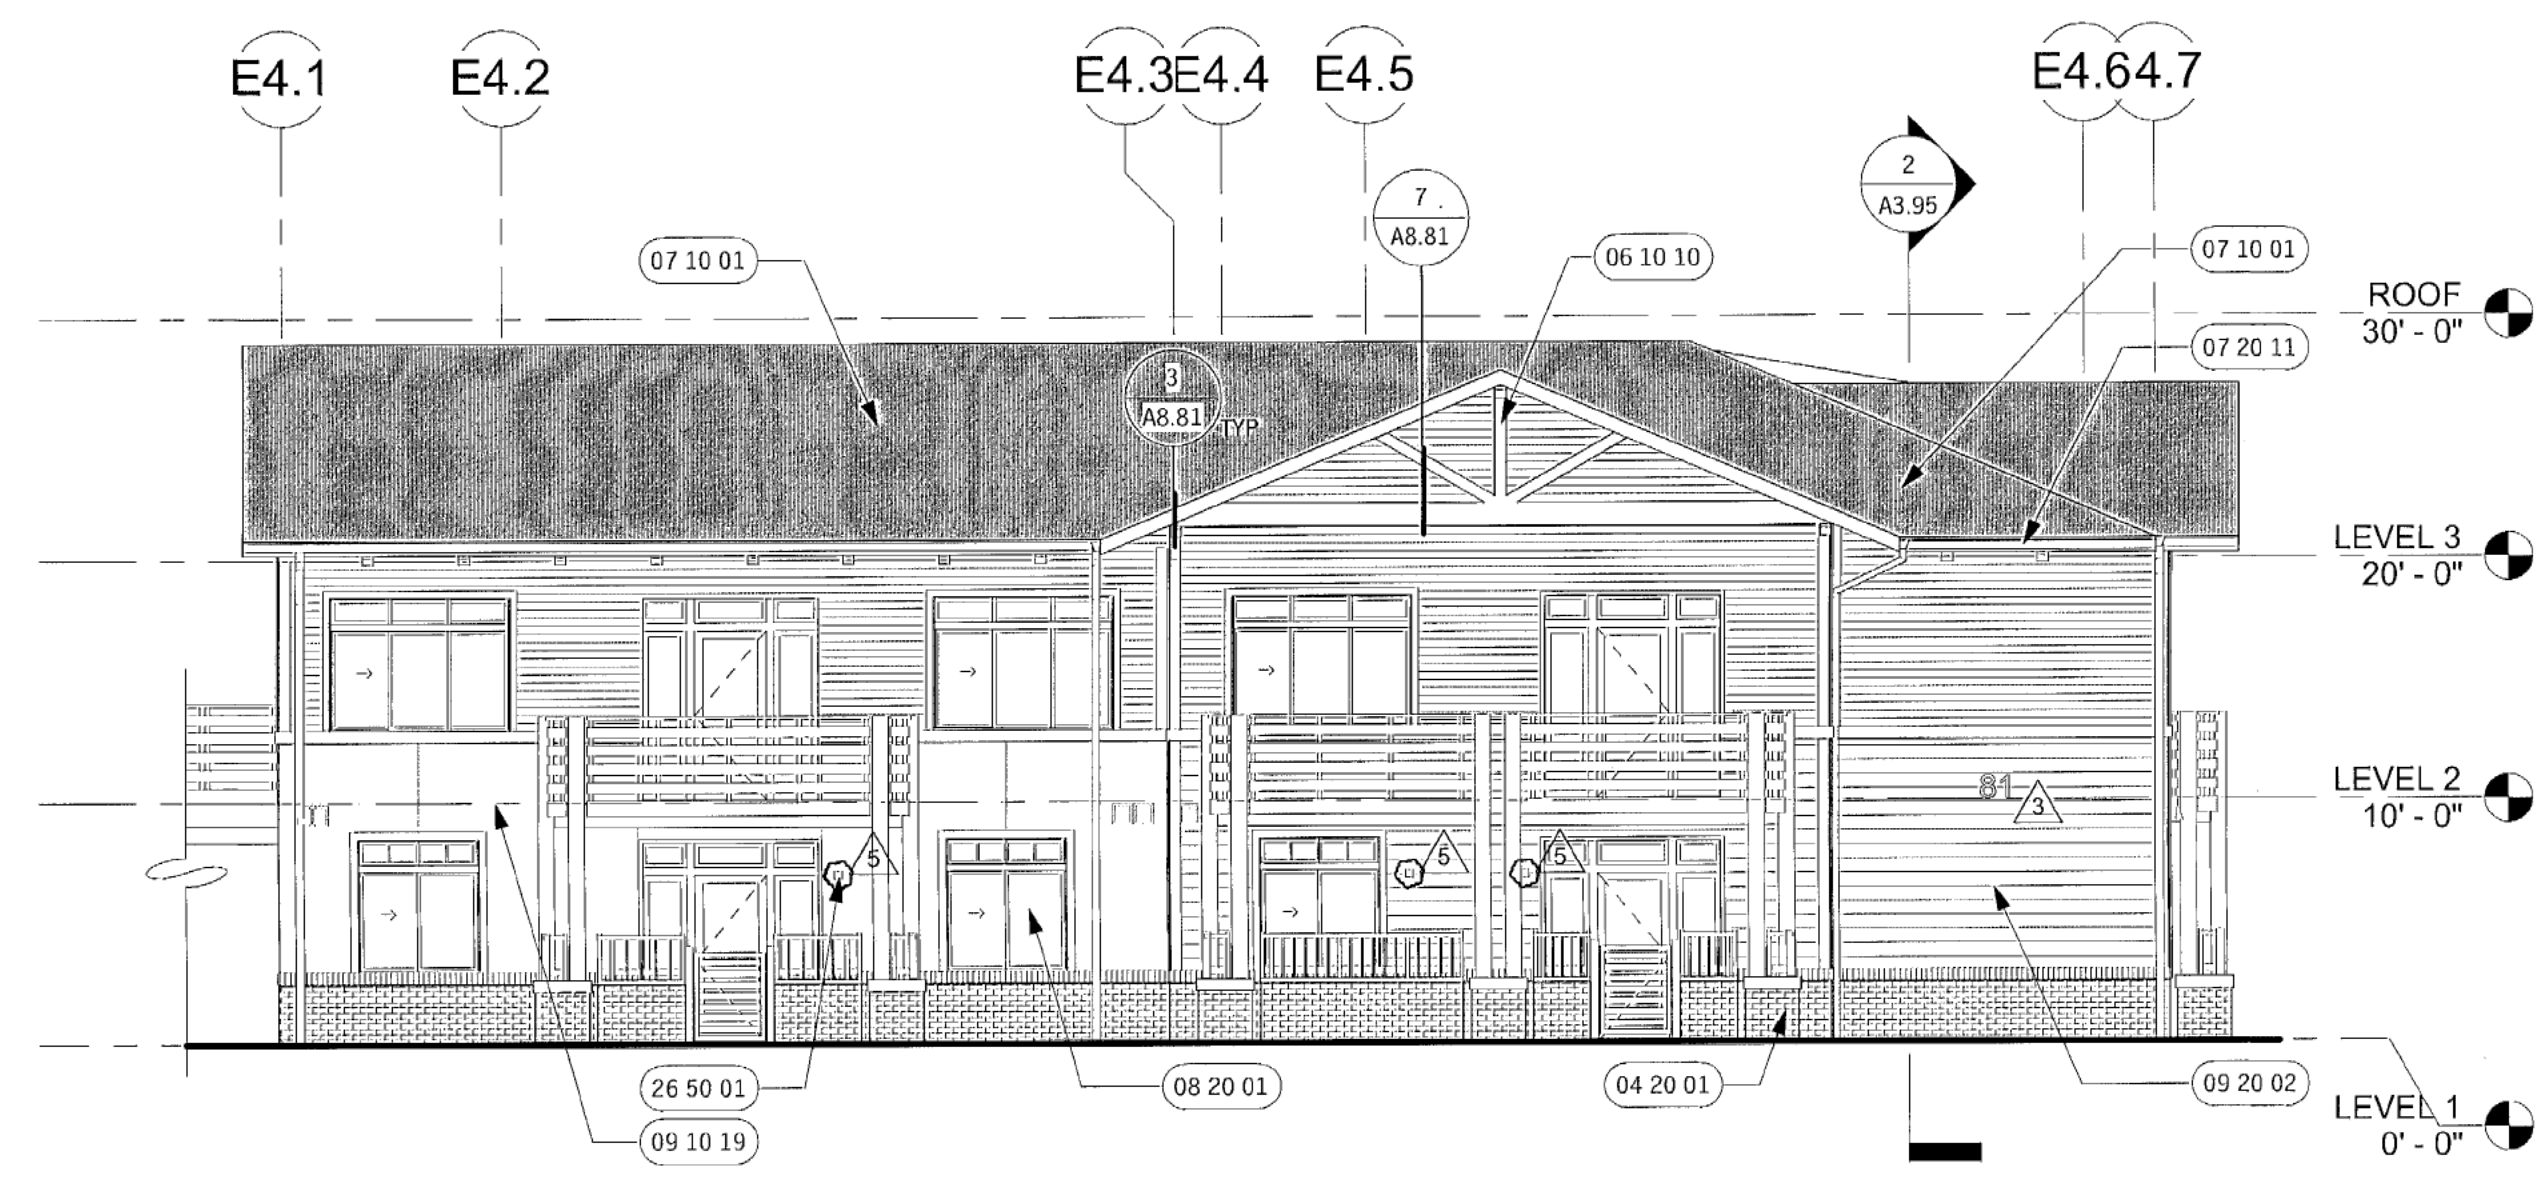 E4.1
E4.2
E4.3
E4.4
E4.5
E4.6
4.7
2
A3.95
7
A8.81
07 10 01
06 10 10
07 10 01
ROOF
30' - 0"
07 20 11
3
A8.81
TYP
LEVEL 3
20' - 0"
LEVEL 2
10' - 0"
81
3
5
5
5
26 50 01
08 20 01
04 20 01
09 20 02
LEVEL 1
0' - 0"
09 10 19